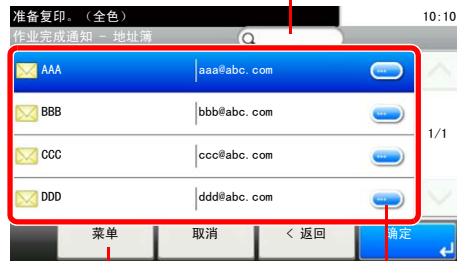 准备复印。（全色）
10:10
作业完成通知 - 地址簿
AAA
aaa@abc.com
BBB
bbb@abc.com
1/1
CCC
ccc@abc.com
DDD
ddd@abc.com
菜单
取消
< 返回
确定